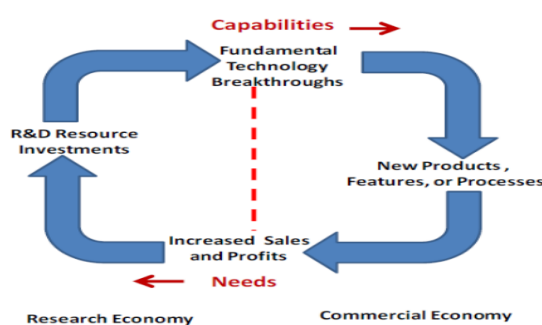 Capabilities
Fundamental
Technology
Breakthroughs
R&D Resource
Investments
New Products ,
Features, or Processes
Increased Sales
and Profits
Needs
Research Economy
Commercial Economy